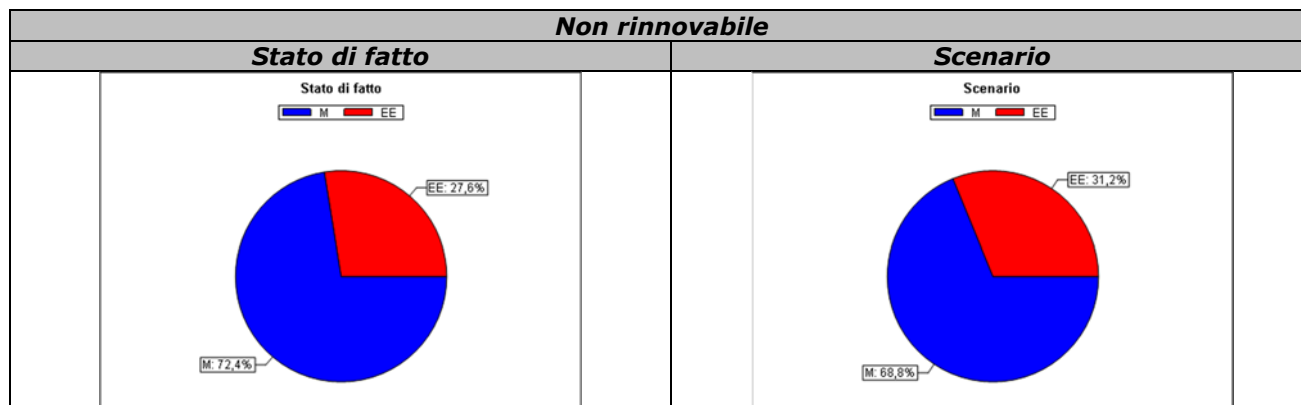 Non rinnovabile
Stato di fatto
Scenario
Stato di fatto
M EE
EE: 27,6%
M: 72,4%
Scenario
M EE
EE: 31,2%
M: 68,8%